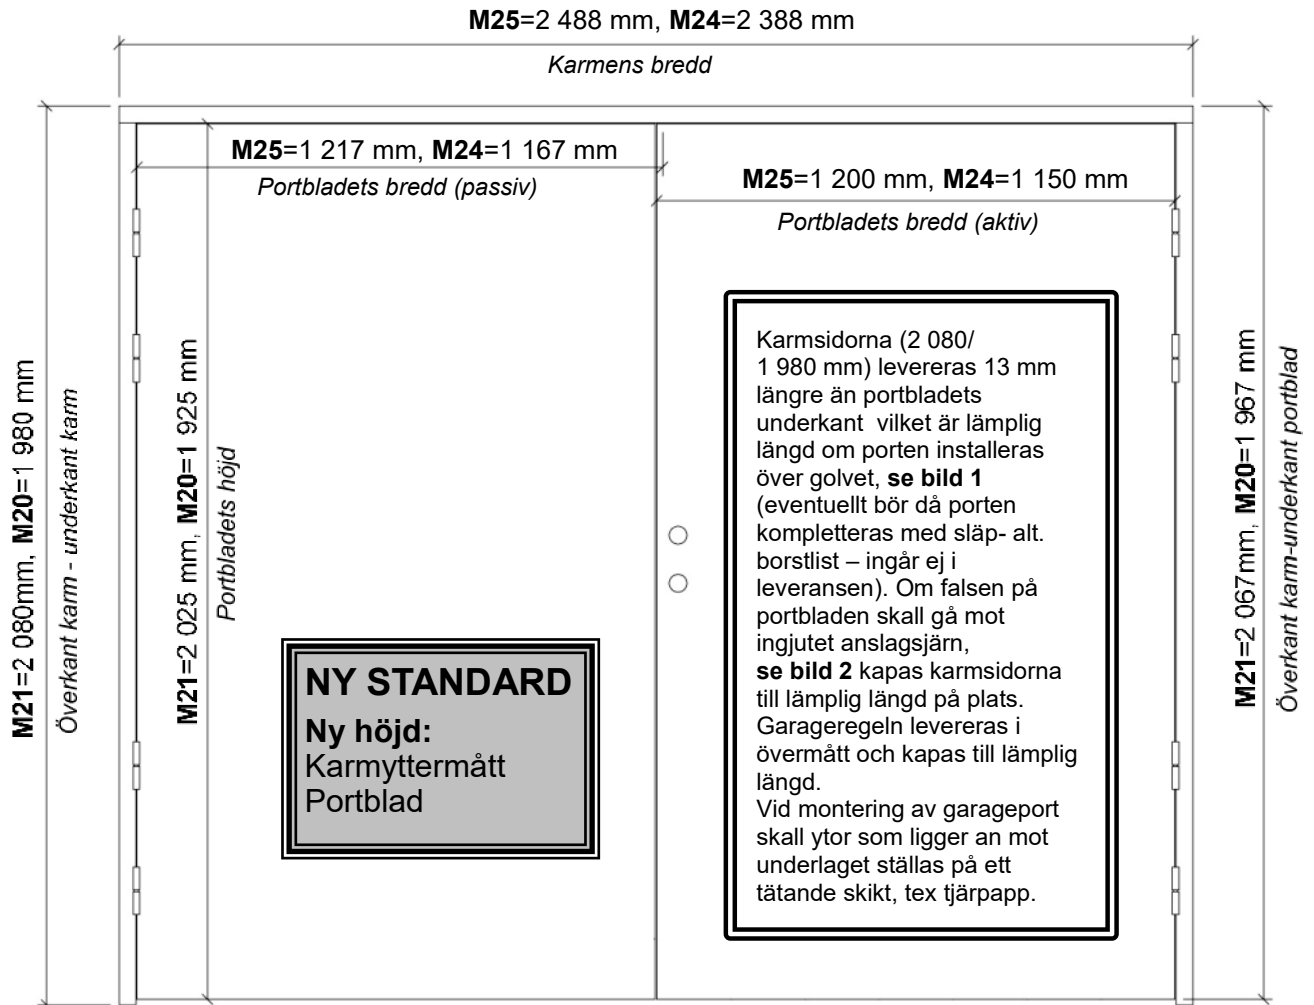 M25=2 488 mm, M24=2 388 mm
Karmens bredd
M25=1 217 mm, M24=1 167 mm
Portbladets bredd (passiv)
M25=1 200 mm, M24=1 150 mm
Portbladets bredd (aktiv)
M21=2 080mm, M20=1 980 mm
Överkant karm - underkant karm
M21=2 025 mm, M20=1 925 mm
Portbladets höjd
NY STANDARD
Ny höjd:
Karmyttermått
Portblad
Karmsidorna (2 080/
1 980 mm) levereras 13 mm
längre än portbladets
underkant  vilket är lämplig
längd om porten installeras
över golvet, se bild 1
(eventuellt bör då porten
kompletteras med släp- alt.
borstlist – ingår ej i
leveransen). Om falsen på
portbladen skall gå mot
ingjutet anslagsjärn,
se bild 2 kapas karmsidorna
till lämplig längd på plats.
Garageregeln levereras i
övermått och kapas till lämplig
längd.
Vid montering av garageport
skall ytor som ligger an mot
underlaget ställas på ett
tätande skikt, tex tjärpapp.
M21=2 067mm, M20=1 967 mm
Överkant karm-underkant portblad